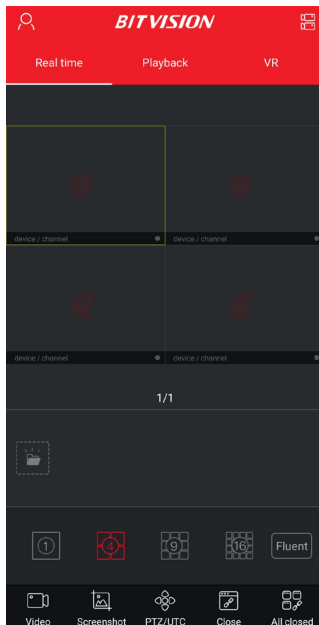 BITVISION
Real time Playback VR
device / channel device / channel
device / channel device / channel
1/1
1 4 9 16 Fluent
Video Screenshot PTZ/UTC Close All closed